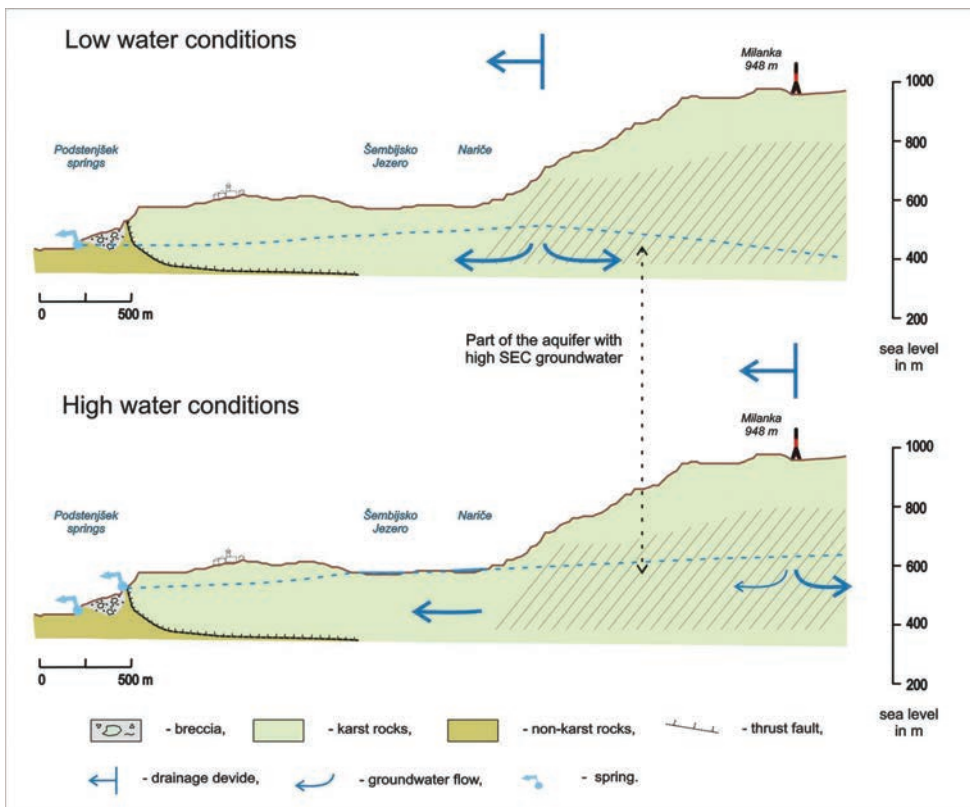 Low water conditions
Milanka
948 m
1000
Podstenjšek
springs
Šembijsko
Jezero
Nariče
800
600
400
200
0
500 m
Part of the aquifer with
high SEC groundwater
sea level
in m
High water conditions
Milanka
948 m
1000
Podstenjšek
springs
Šembijsko
Jezero
Nariče
800
600
400
200
0
500 m
sea level
in m
- breccia,
- karst rocks,
- non-karst rocks,
- thrust fault,
- drainage devide,
- groundwater flow,
- spring.